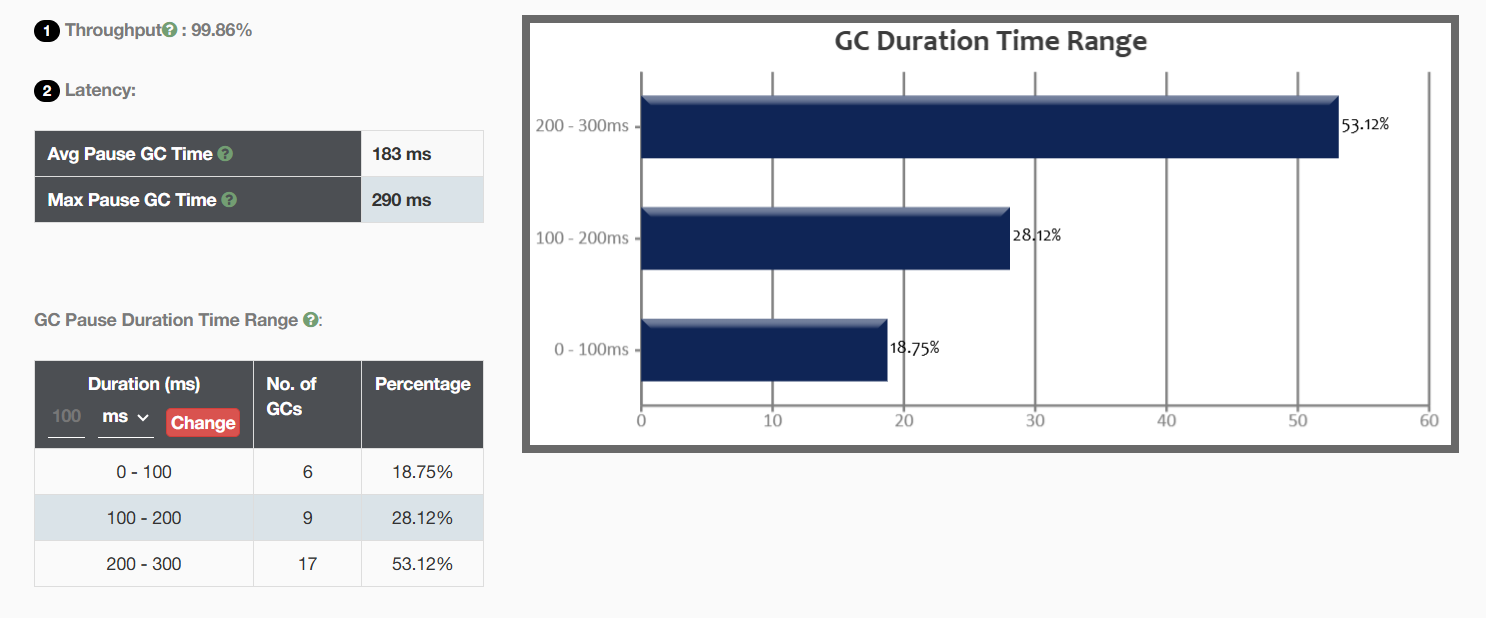 1 Throughput? : 99.86%
2 Latency:
Avg Pause GC Time ? 183 ms
Max Pause GC Time ? 290 ms
GC Pause Duration Time Range ?:
Duration (ms) No. of GCs Percentage
100 ms Change
0 - 100 6 18.75%
100 - 200 9 28.12%
200 - 300 17 53.12%
GC Duration Time Range
200 - 300ms 53.12%
100 - 200ms 28.12%
0 - 100ms 18.75%
0 10 20 30 40 50 60